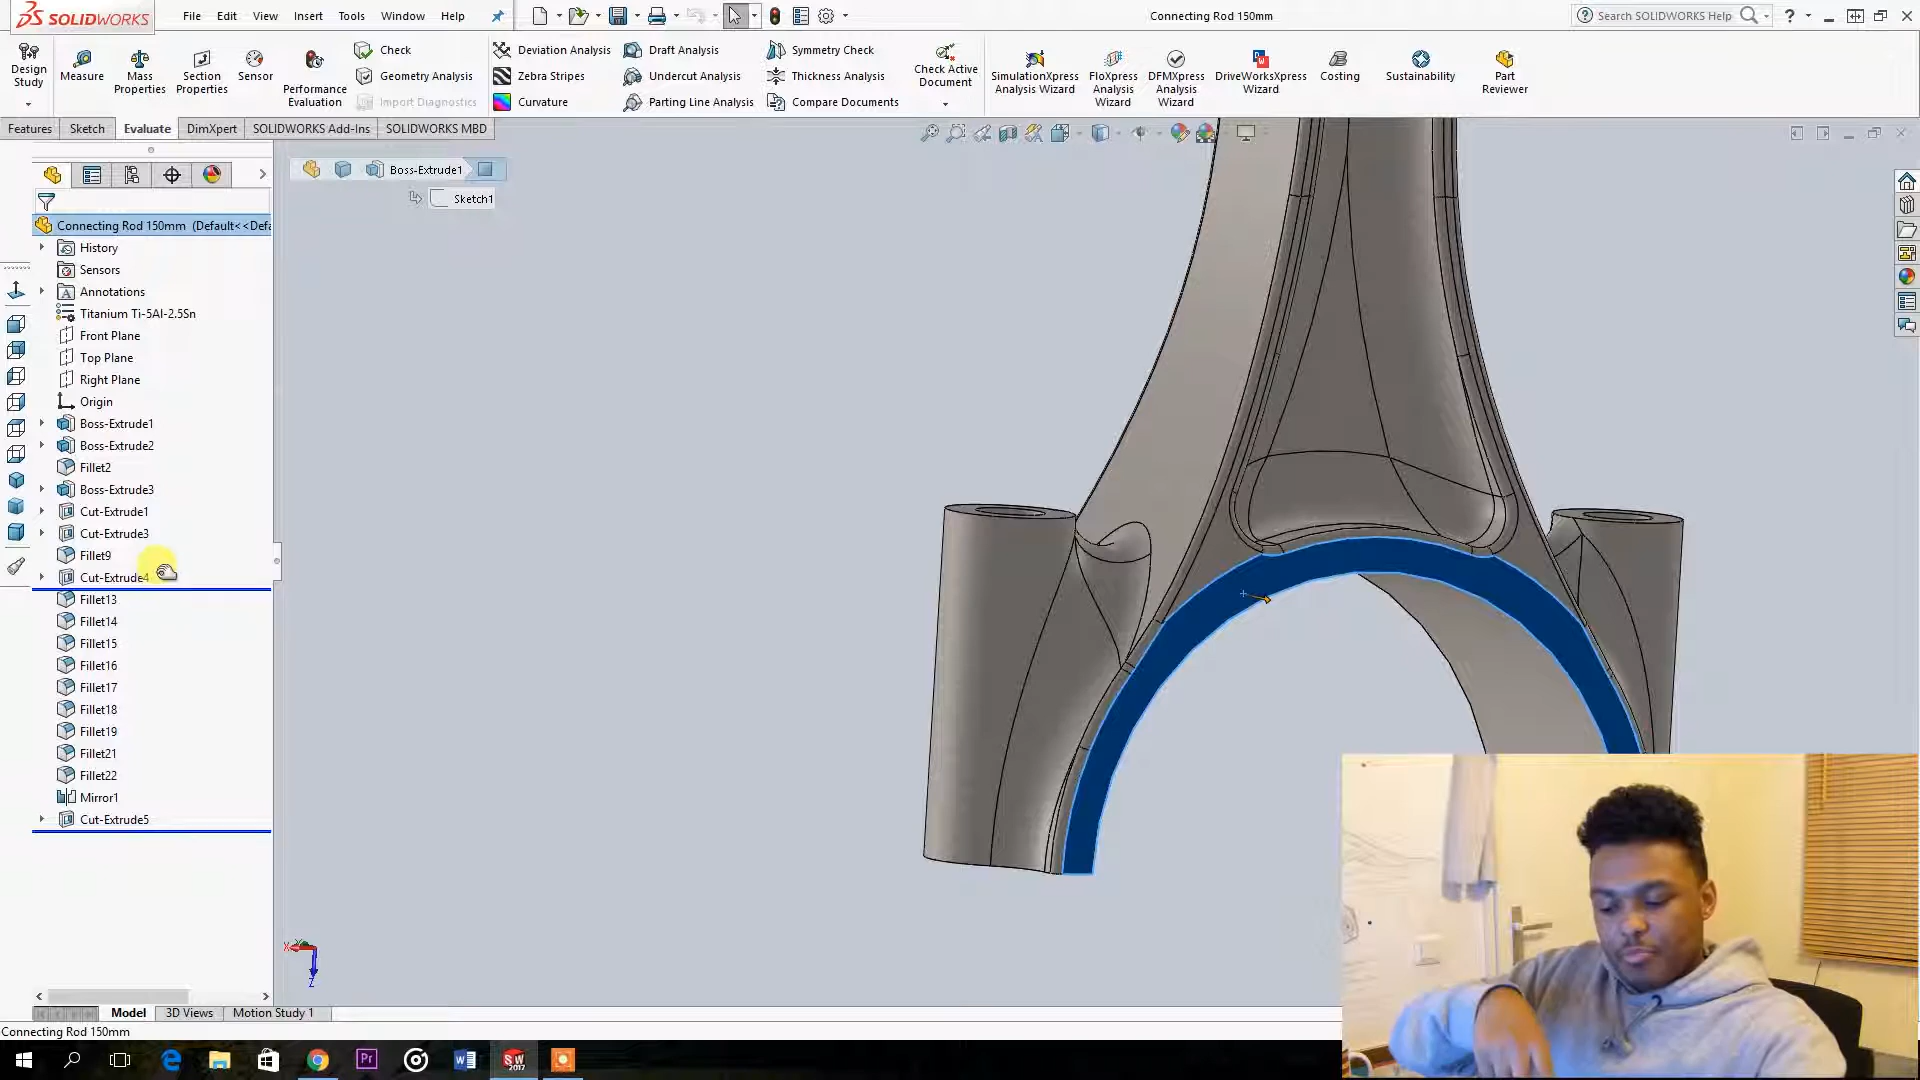 SOLIDWORKS
File Edit View Insert Tools Window Help
Connecting Rod 150mm
Search SOLIDWORKS Help
Design Study
Measure
Mass Properties
Section Properties
Sensor
Performance Evaluation
Check
Geometry Analysis
Import Diagnostics
Deviation Analysis
Zebra Stripes
Curvature
Draft Analysis
Undercut Analysis
Parting Line Analysis
Symmetry Check
Thickness Analysis
Compare Documents
Check Active Document
SimulationXpress Analysis Wizard
FloXpress Analysis Wizard
DFMXpress Analysis Wizard
DriveWorksXpress Wizard
Costing
Sustainability
Part Reviewer
Features Sketch Evaluate DimXpert SOLIDWORKS Add-Ins SOLIDWORKS MBD
Boss-Extrude1
Sketch1
Connecting Rod 150mm (Default<<Defa
History
Sensors
Annotations
Titanium Ti-5Al-2.5Sn
Front Plane
Top Plane
Right Plane
Origin
Boss-Extrude1
Boss-Extrude2
Fillet2
Boss-Extrude3
Cut-Extrude1
Cut-Extrude3
Fillet9
Cut-Extrude4
Fillet13
Fillet14
Fillet15
Fillet16
Fillet17
Fillet18
Fillet19
Fillet21
Fillet22
Mirror1
Cut-Extrude5
X
Z
Model 3D Views Motion Study 1
Connecting Rod 150mm
Pr
SW
2017